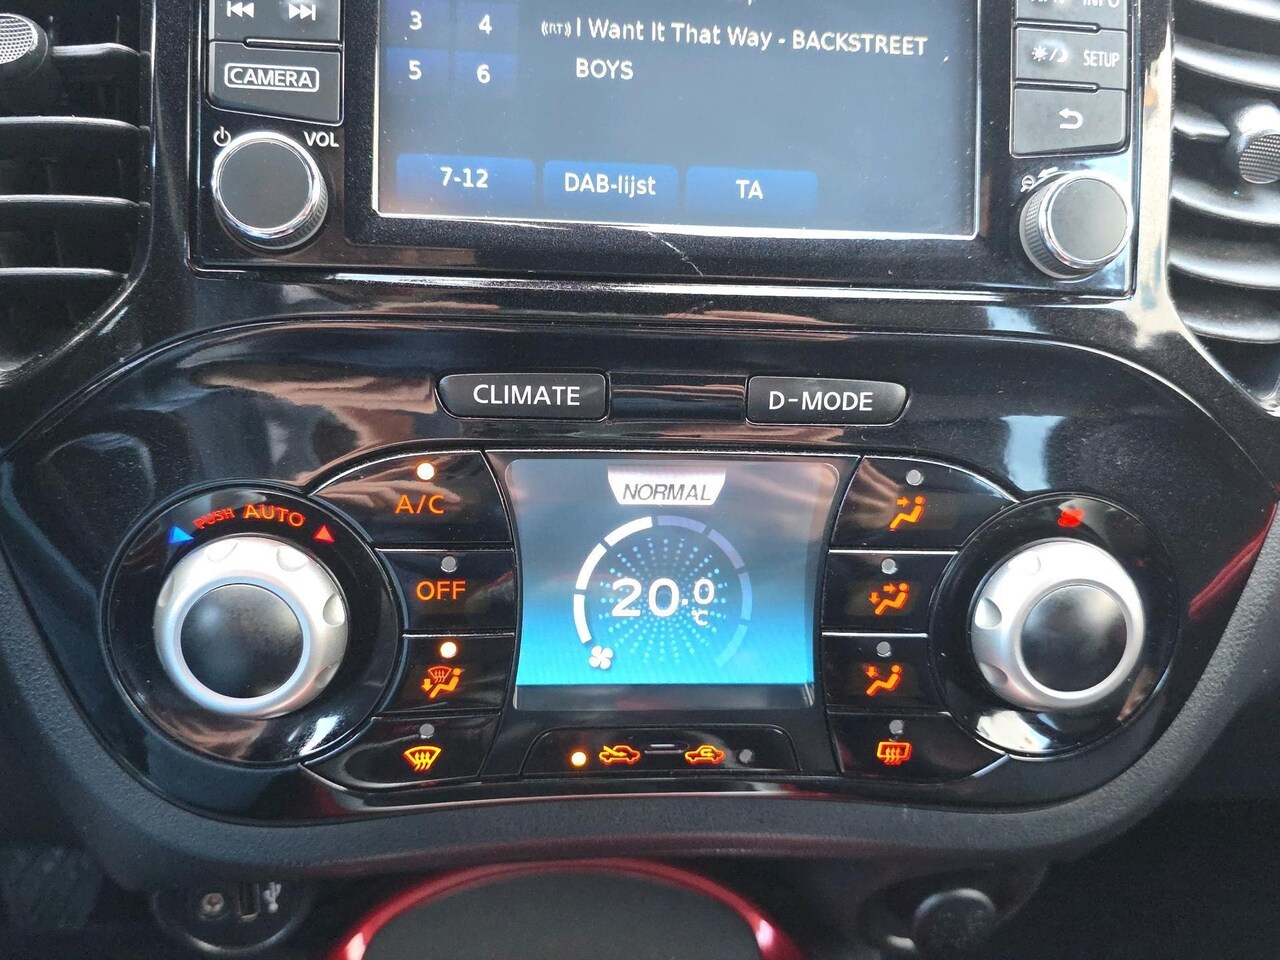 3 4
I Want It That Way - BACKSTREET
BOYS
5 6
CAMERA
VOL
SETUP
7-12 DAB-lijst TA
CLIMATE D-MODE
A/C
PUSH AUTO
OFF
NORMAL
20.0
°C